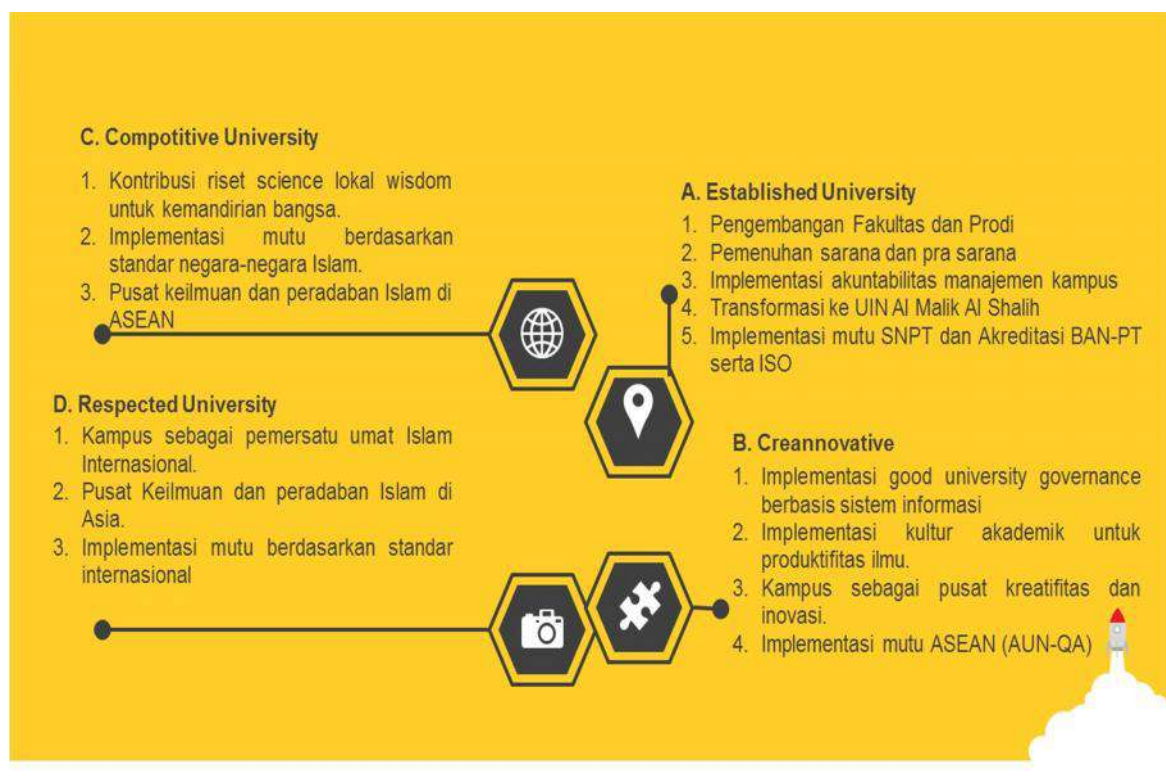 C. Compotitive University
1. Kontribusi riset science lokal wisdom
untuk kemandirian bangsa.
2. Implementasi mutu berdasarkan
standar negara-negara Islam.
3. Pusat keilmuan dan peradaban Islam di
ASEAN
A. Established University
1. Pengembangan Fakultas dan Prodi
2. Pemenuhan sarana dan pra sarana
3. Implementasi akuntabilitas manajemen kampus
4. Transformasi ke UIN Al Malik Al Shalih
5. Implementasi mutu SNPT dan Akreditasi BAN-PT
serta ISO
D. Respected University
1. Kampus sebagai pemersatu umat Islam
Internasional.
2. Pusat Keilmuan dan peradaban Islam di
Asia.
3. Implementasi mutu berdasarkan standar
internasional
B. Creannovative
1. Implementasi good university governance
berbasis sistem informasi
2. Implementasi kultur akademik untuk
produktifitas ilmu.
3. Kampus sebagai pusat kreatifitas dan
inovasi.
4. Implementasi mutu ASEAN (AUN-QA)